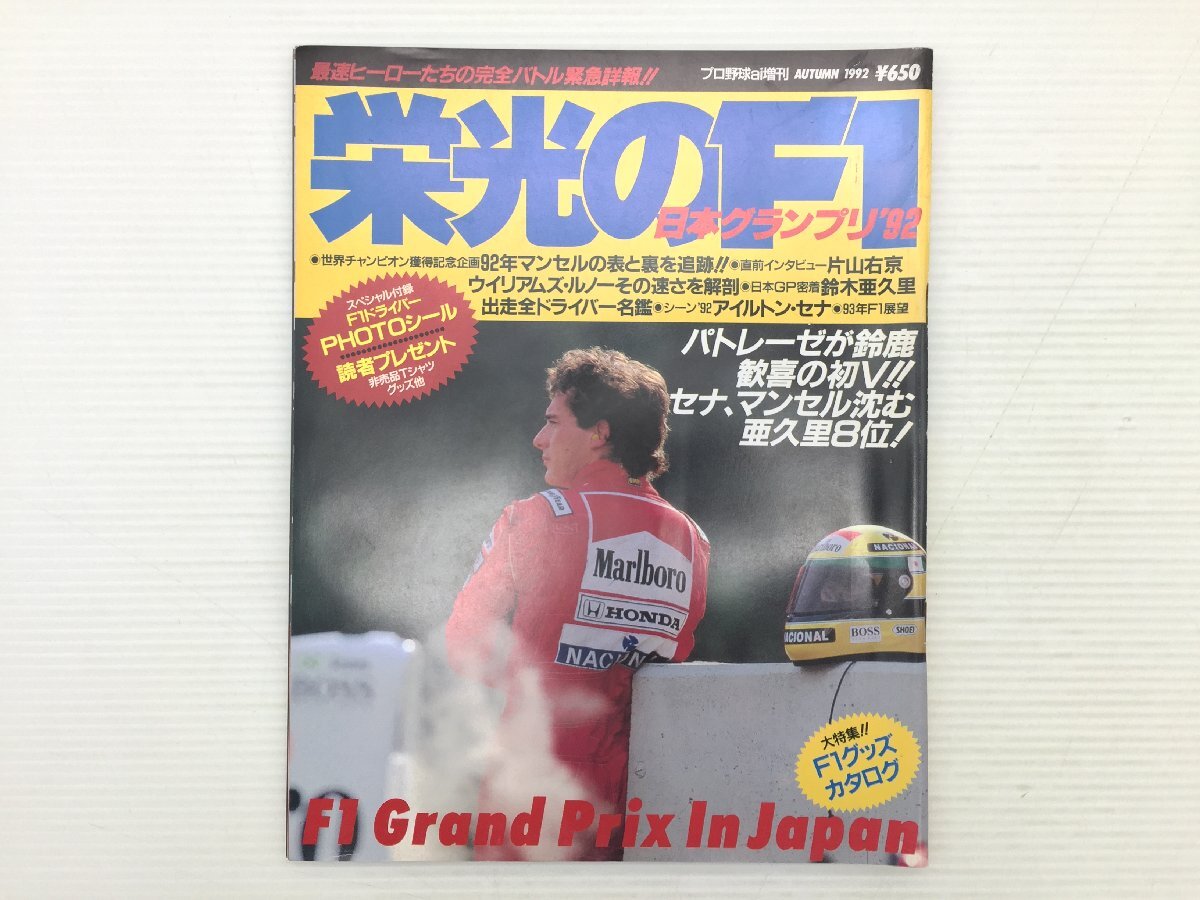 最速ヒーローたちの完全バトル緊急詳報!!
プロ野球ai増刊 AUTUMN 1992 ¥650
栄光のF1
日本グランプリ'92
●世界チャンピオン獲得記念企画92年マンセルの表と裏を追跡!!●直前インタビュー片山右京
ウイリアムズ・ルノーその速さを解剖●日本GP密着鈴木亜久里
出走全ドライバー名鑑●シーン'92アイルトン・セナ●93年F1展望
スペシャル付録
F1ドライバー
PHOTOシール
読者プレゼント
非売品Tシャツ
グッズ他
パトレーゼが鈴鹿
歓喜の初V!!
セナ、マンセル沈む
亜久里8位!
Marlboro
HONDA
NACION
Marlboro
NACIONAL
NACIONAL
BOSS
SHOEI
BOSS
大特集!!
F1グッズ
カタログ
F1 Grand Prix In Japan